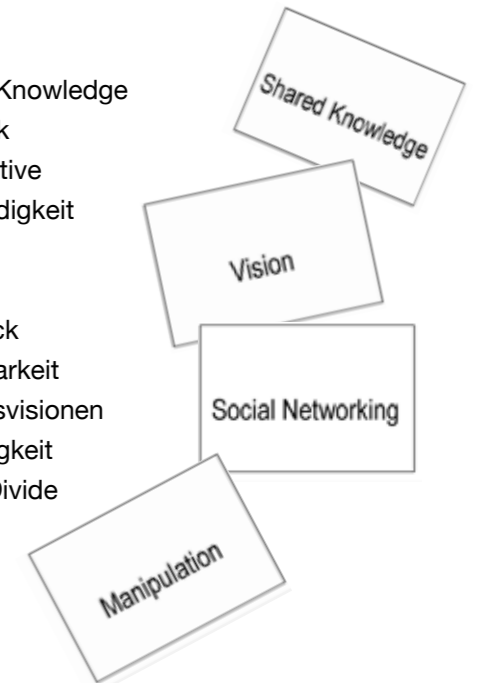 Knowledge
k
tive
digkeit
ck
arkeit
svisionen
gkeit
Divide
Shared Knowledge
Vision
Social Networking
Manipulation